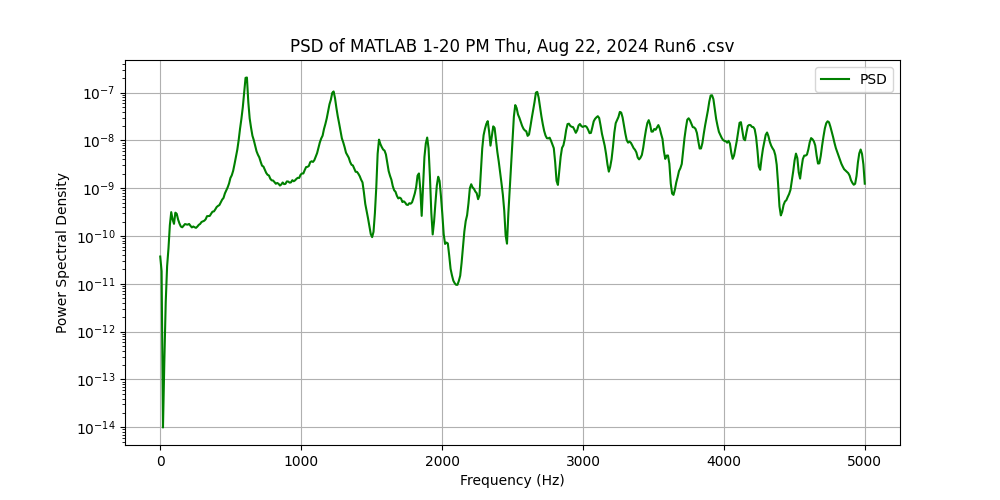 PSD of MATLAB 1-20 PM Thu, Aug 22, 2024 Run6 .csv
PSD
10⁻⁷
10⁻⁸
10⁻⁹
10⁻¹⁰
10⁻¹¹
10⁻¹²
10⁻¹³
10⁻¹⁴
Power Spectral Density
0 1000 2000 3000 4000 5000
Frequency (Hz)